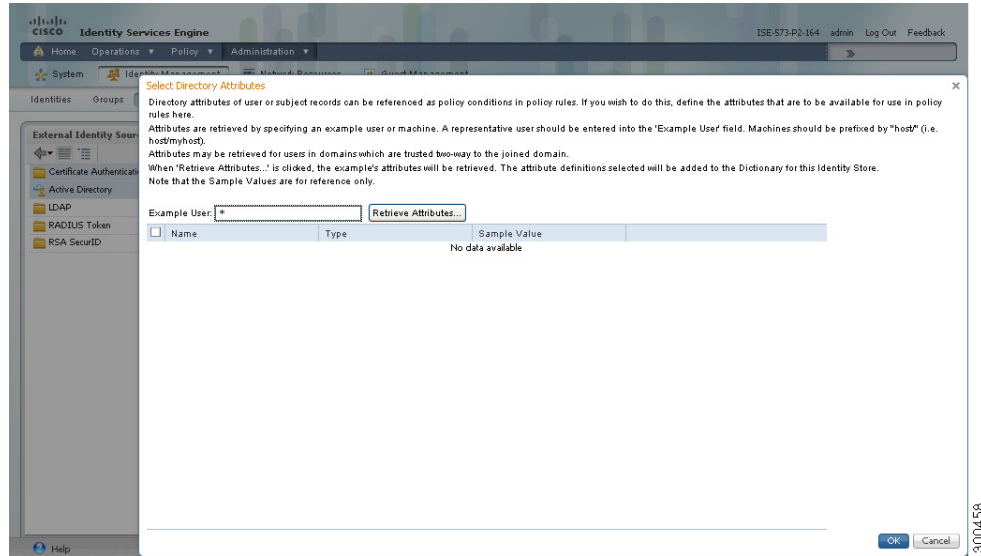 CISCO Identity Services Engine
ISE-573-P2-164 admin Log Out Feedback
Home Operations Policy Administration
System Identity Management Network Resources Guest Management
Identities Groups
External Identity Sour
Certificate Authenticati
Active Directory
LDAP
RADIUS Token
RSA SecurID
Help
Select Directory Attributes
Directory attributes of user or subject records can be referenced as policy conditions in policy rules. If you wish to do this, define the attributes that are to be available for use in policy
rules here.
Attributes are retrieved by specifying an example user or machine. A representative user should be entered into the 'Example User' field. Machines should be prefixed by "host/" (i.e.
host/myhost).
Attributes may be retrieved for users in domains which are trusted two-way to the joined domain.
When 'Retrieve Attributes...' is clicked, the example's attributes will be retrieved. The attribute definitions selected will be added to the Dictionary for this Identity Store.
Note that the Sample Values are for reference only.
Example User: * Retrieve Attributes...
Name Type Sample Value
No data available
OK Cancel
300458